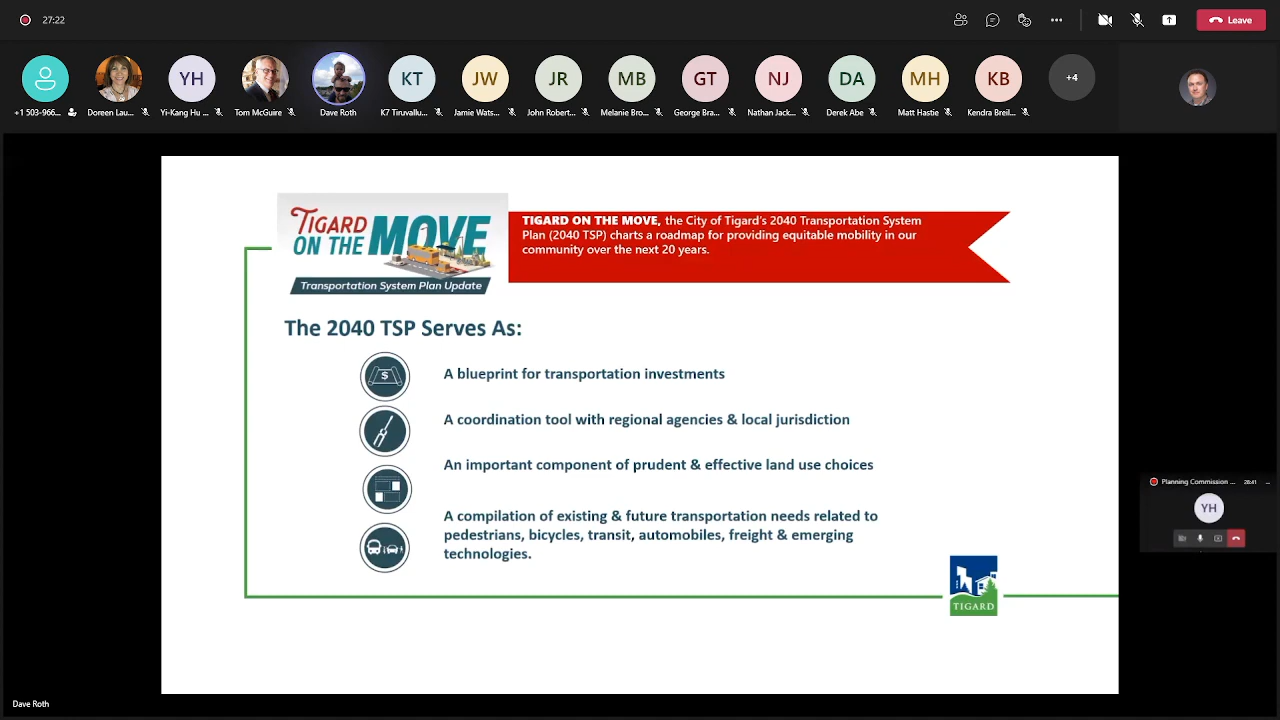 27:22
Leave
YH
KT
JW
JR
MB
GT
NJ
DA
MH
KB
+4
+1 503-966...
Doreen Lau...
Yi-Kang Hu ...
Tom McGuire
Dave Roth
K7 Tiruvallu...
Jamie Wats...
John Robert...
Melanie Bro...
George Bra...
Nathan Jack...
Derek Abe
Matt Hastie
Kendra Breil...
TIGARD
ON THE MOVE
Transportation System Plan Update
TIGARD ON THE MOVE, the City of Tigard's 2040 Transportation System
Plan (2040 TSP) charts a roadmap for providing equitable mobility in our
community over the next 20 years.
The 2040 TSP Serves As:
$
A blueprint for transportation investments
A coordination tool with regional agencies & local jurisdiction
An important component of prudent & effective land use choices
A compilation of existing & future transportation needs related to
pedestrians, bicycles, transit, automobiles, freight & emerging
technologies.
TIGARD
Planning Commission ...
28:41
...
YH
Dave Roth